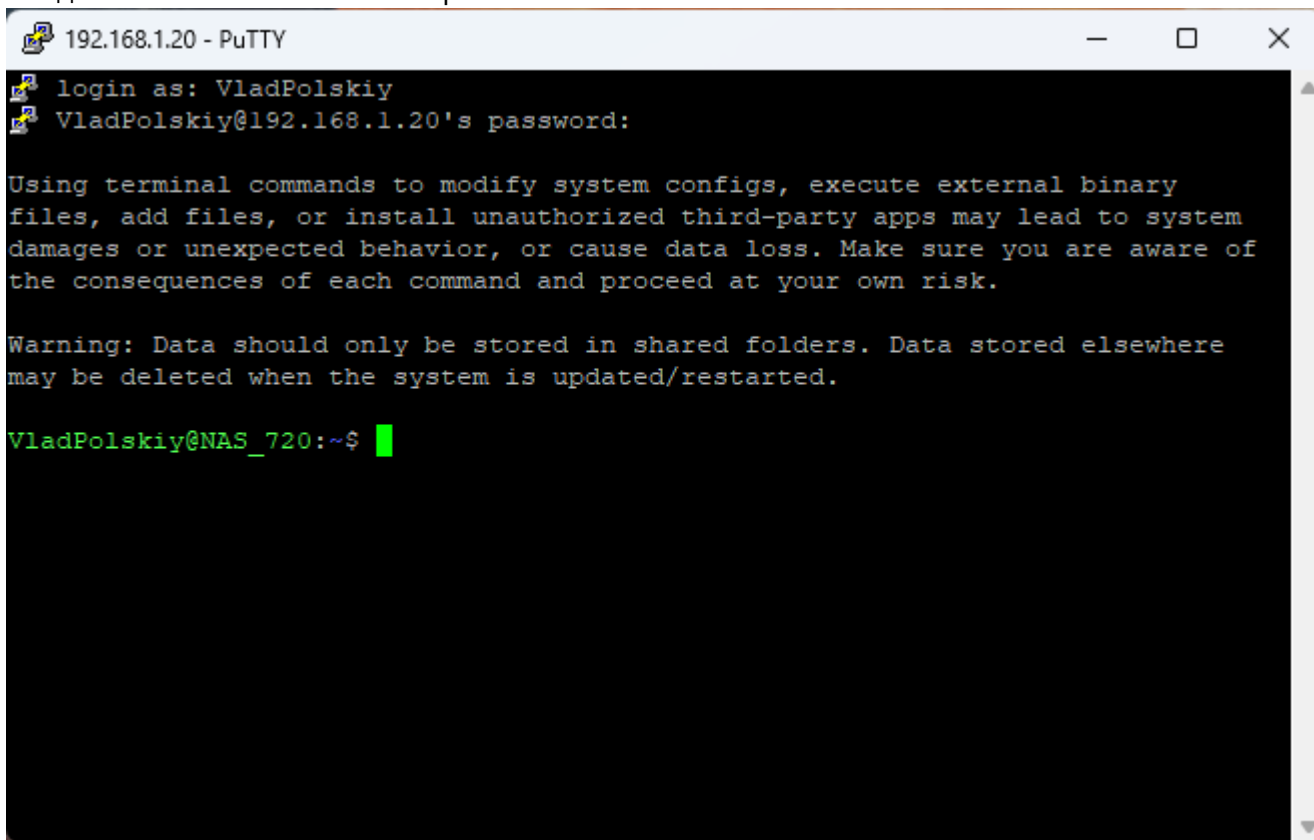 192.168.1.20 - PuTTY
login as: VladPolskiy
VladPolskiy@192.168.1.20's password:
Using terminal commands to modify system configs, execute external binary
files, add files, or install unauthorized third-party apps may lead to system
damages or unexpected behavior, or cause data loss. Make sure you are aware of
the consequences of each command and proceed at your own risk.
Warning: Data should only be stored in shared folders. Data stored elsewhere
may be deleted when the system is updated/restarted.
VladPolskiy@NAS_720:~$